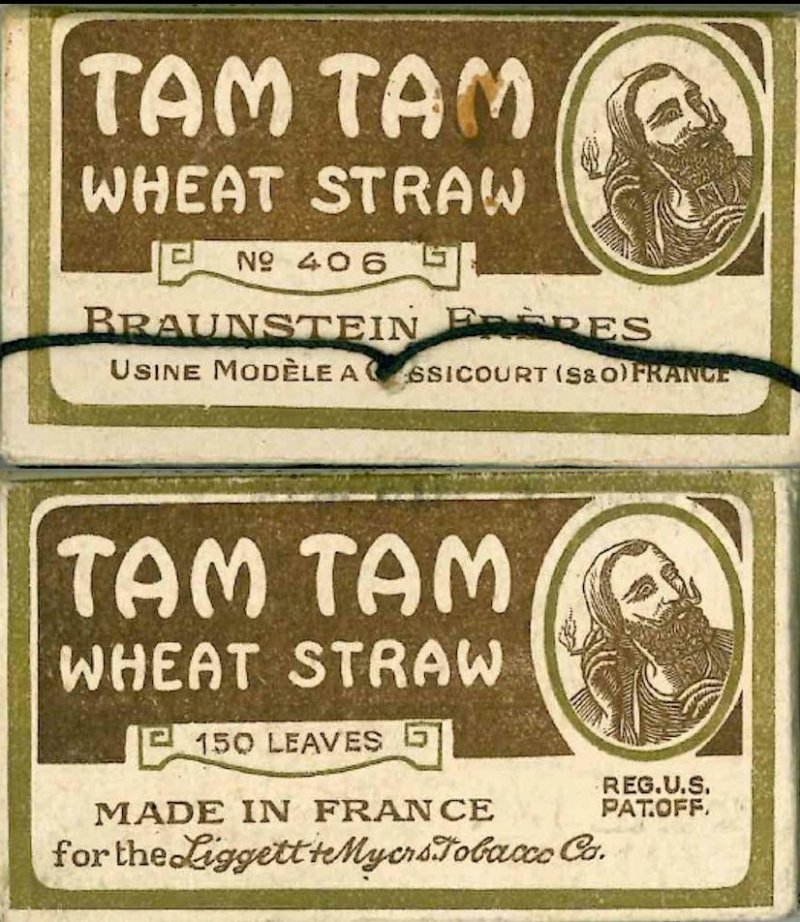 TAM TAM
WHEAT STRAW
Nº 406
BRAUNSTEIN FRÈRES
USINE MODÈLE A (S&O) FRANCE
TAM TAM
WHEAT STRAW
150 LEAVES
MADE IN FRANCE
REG.U.S.
PAT.OFF.
for the Liggett & Myers Tobacco Co.